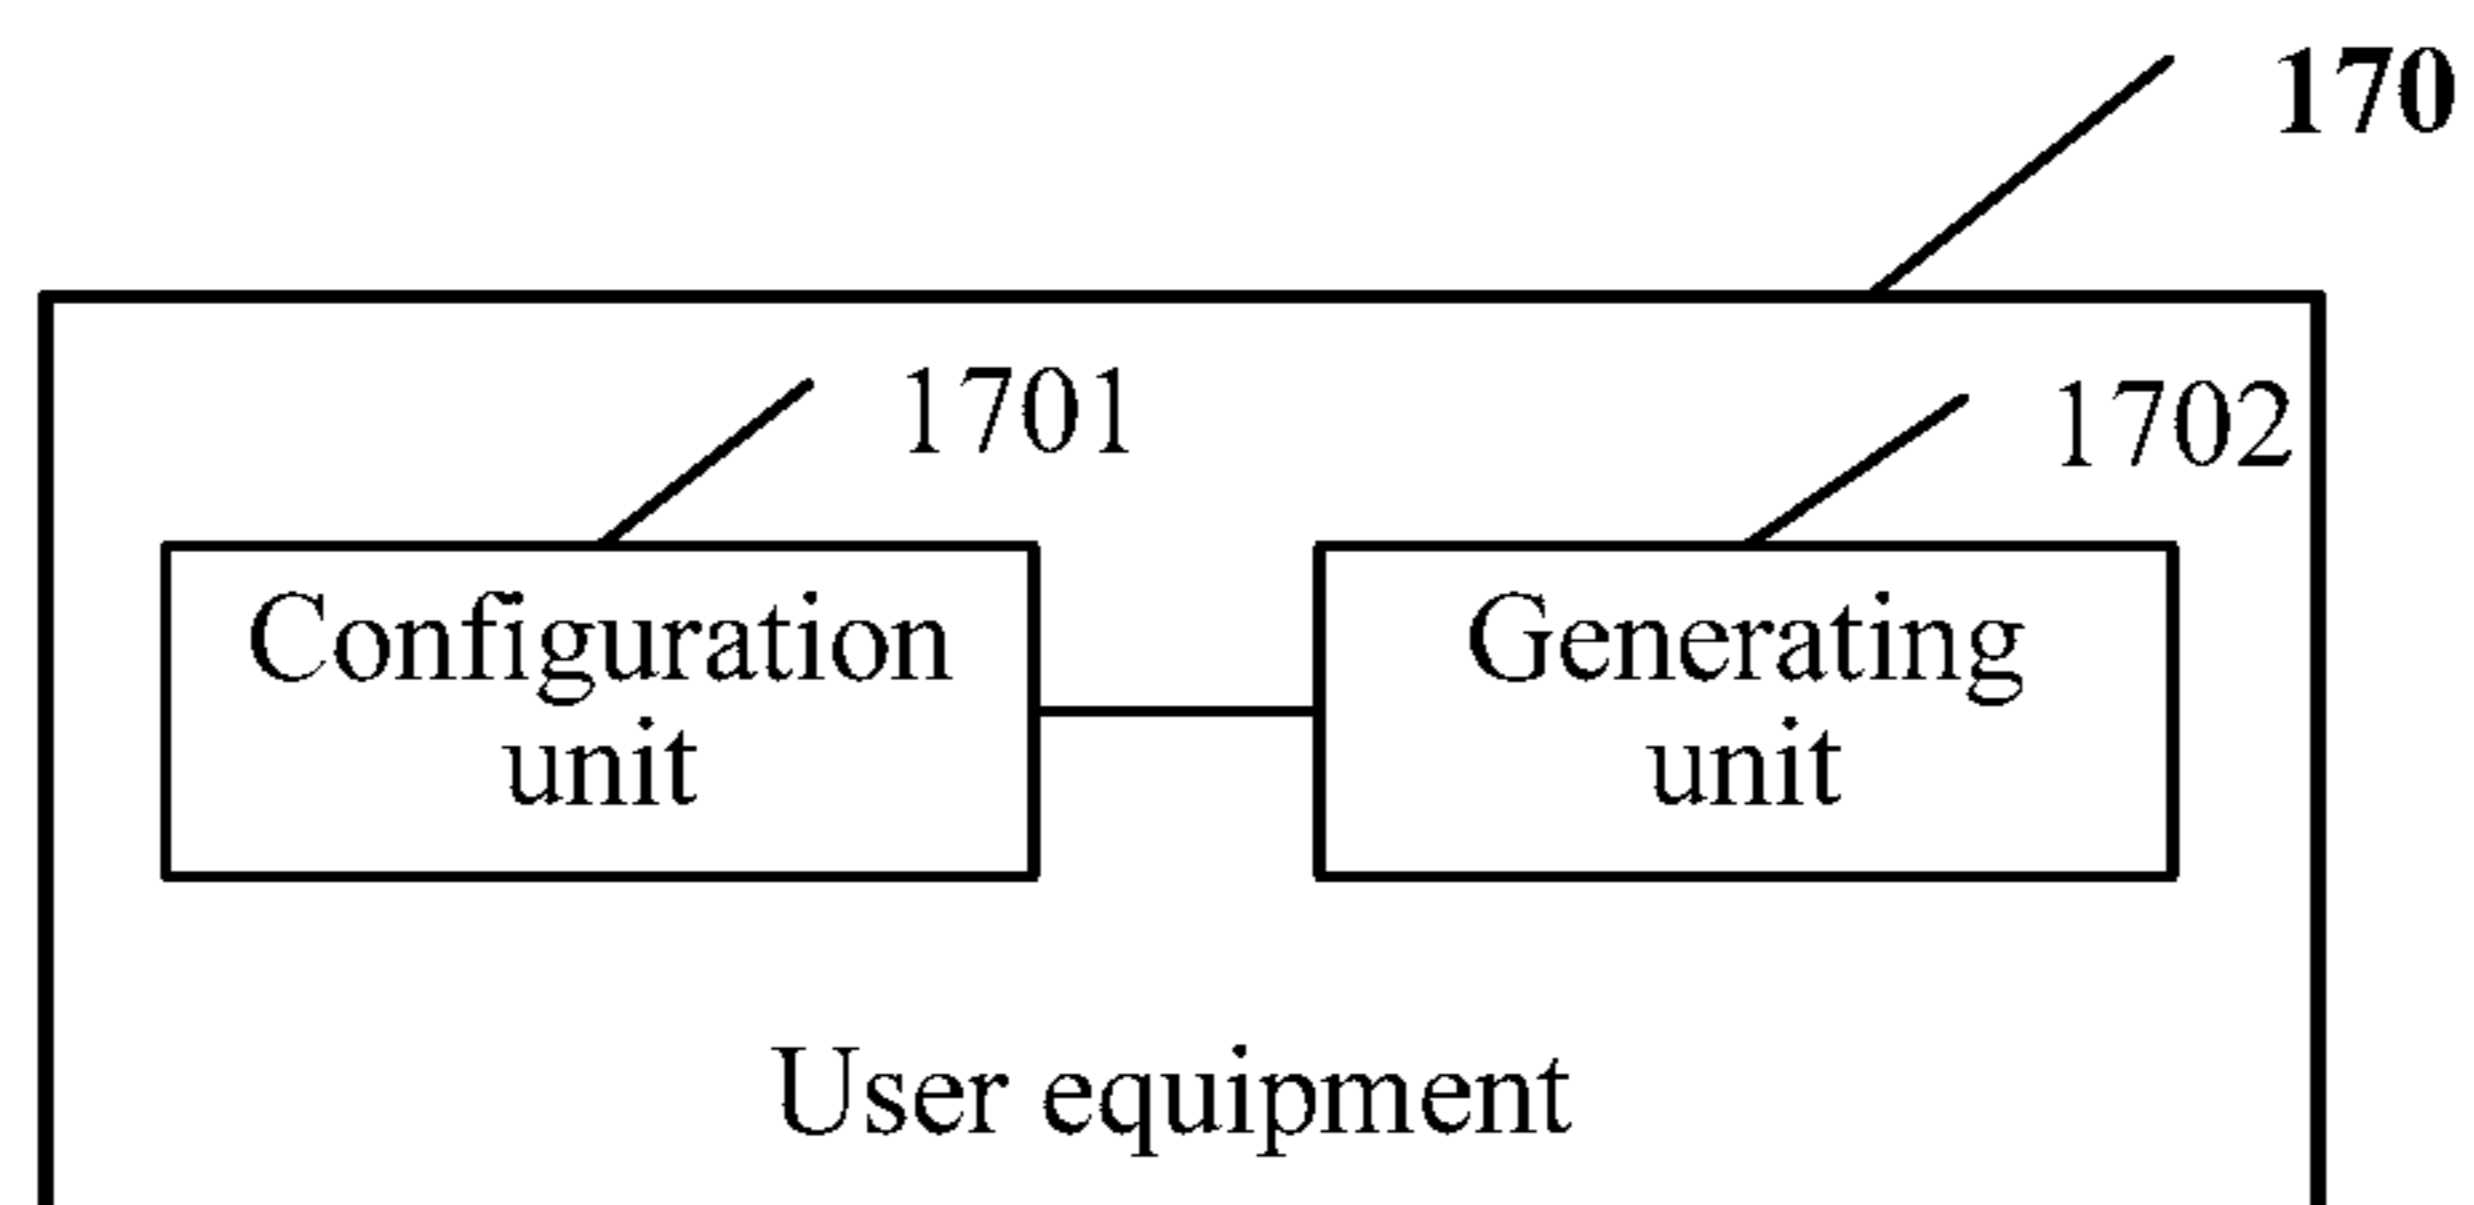 170
1701
1702
Configuration
unit
Generating
unit
User equipment